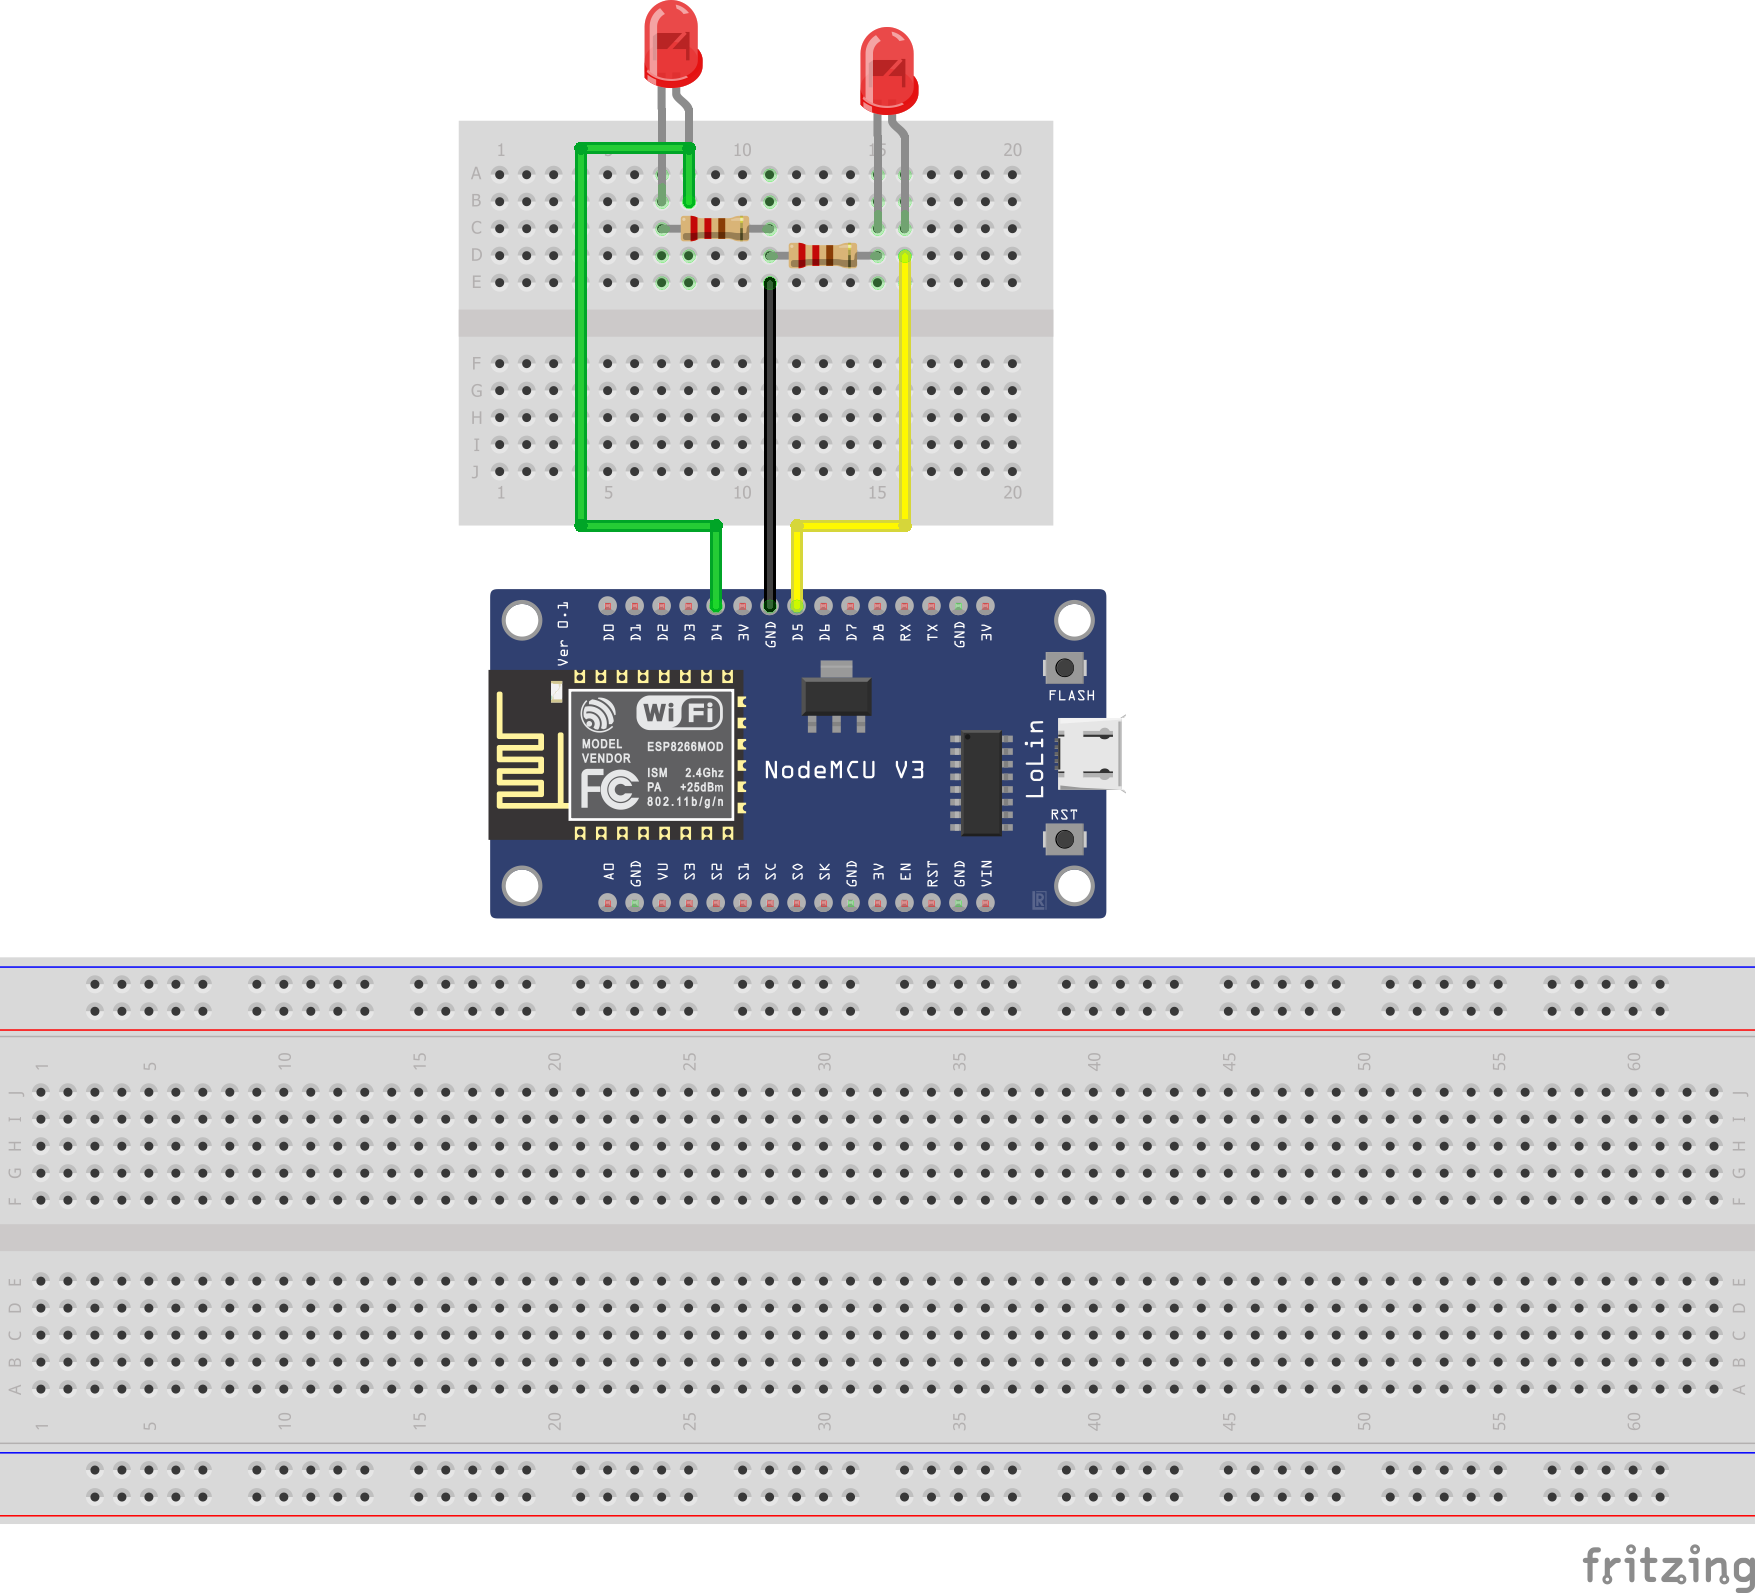 1 5 10 15 20
A
B
C
D
E
F
G
H
I
J
1 5 10 15 20
Ver 0.1
D0 D1 D2 D3 D4 3V GND D5 D6 D7 D8 RX TX GND 3V
FLASH
WiFi
MODEL ESP8266MOD
VENDOR
ISM 2.4Ghz
FC PA +25dBm
802.11b/g/n
NodeMCU V3
LoLin
RST
A0 GND VU S3 S2 S1 SC S0 SK GND 3V EN RST GND VIN
R
1 5 10 15 20 25 30 35 40 45 50 55 60
J J
I I
H H
G G
F F
E E
D D
C C
B B
A A
1 5 10 15 20 25 30 35 40 45 50 55 60
fritzing